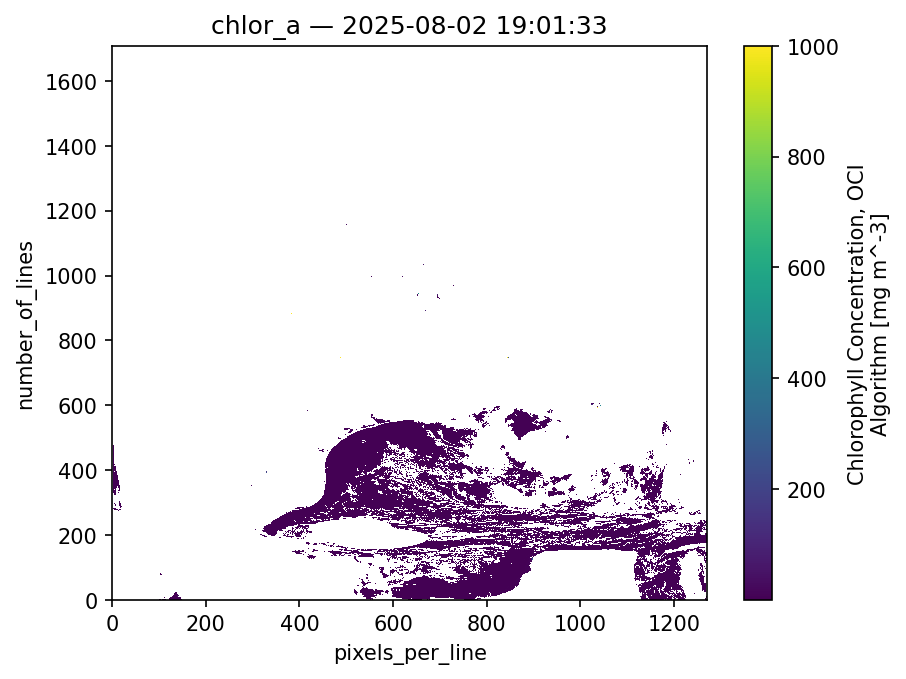 chlor_a — 2025-08-02 19:01:33
1600
1400
1200
1000
800
600
400
200
0
number_of_lines
0 200 400 600 800 1000 1200
pixels_per_line
1000
800
600
400
200
Chlorophyll Concentration, OCI
Algorithm [mg m^-3]